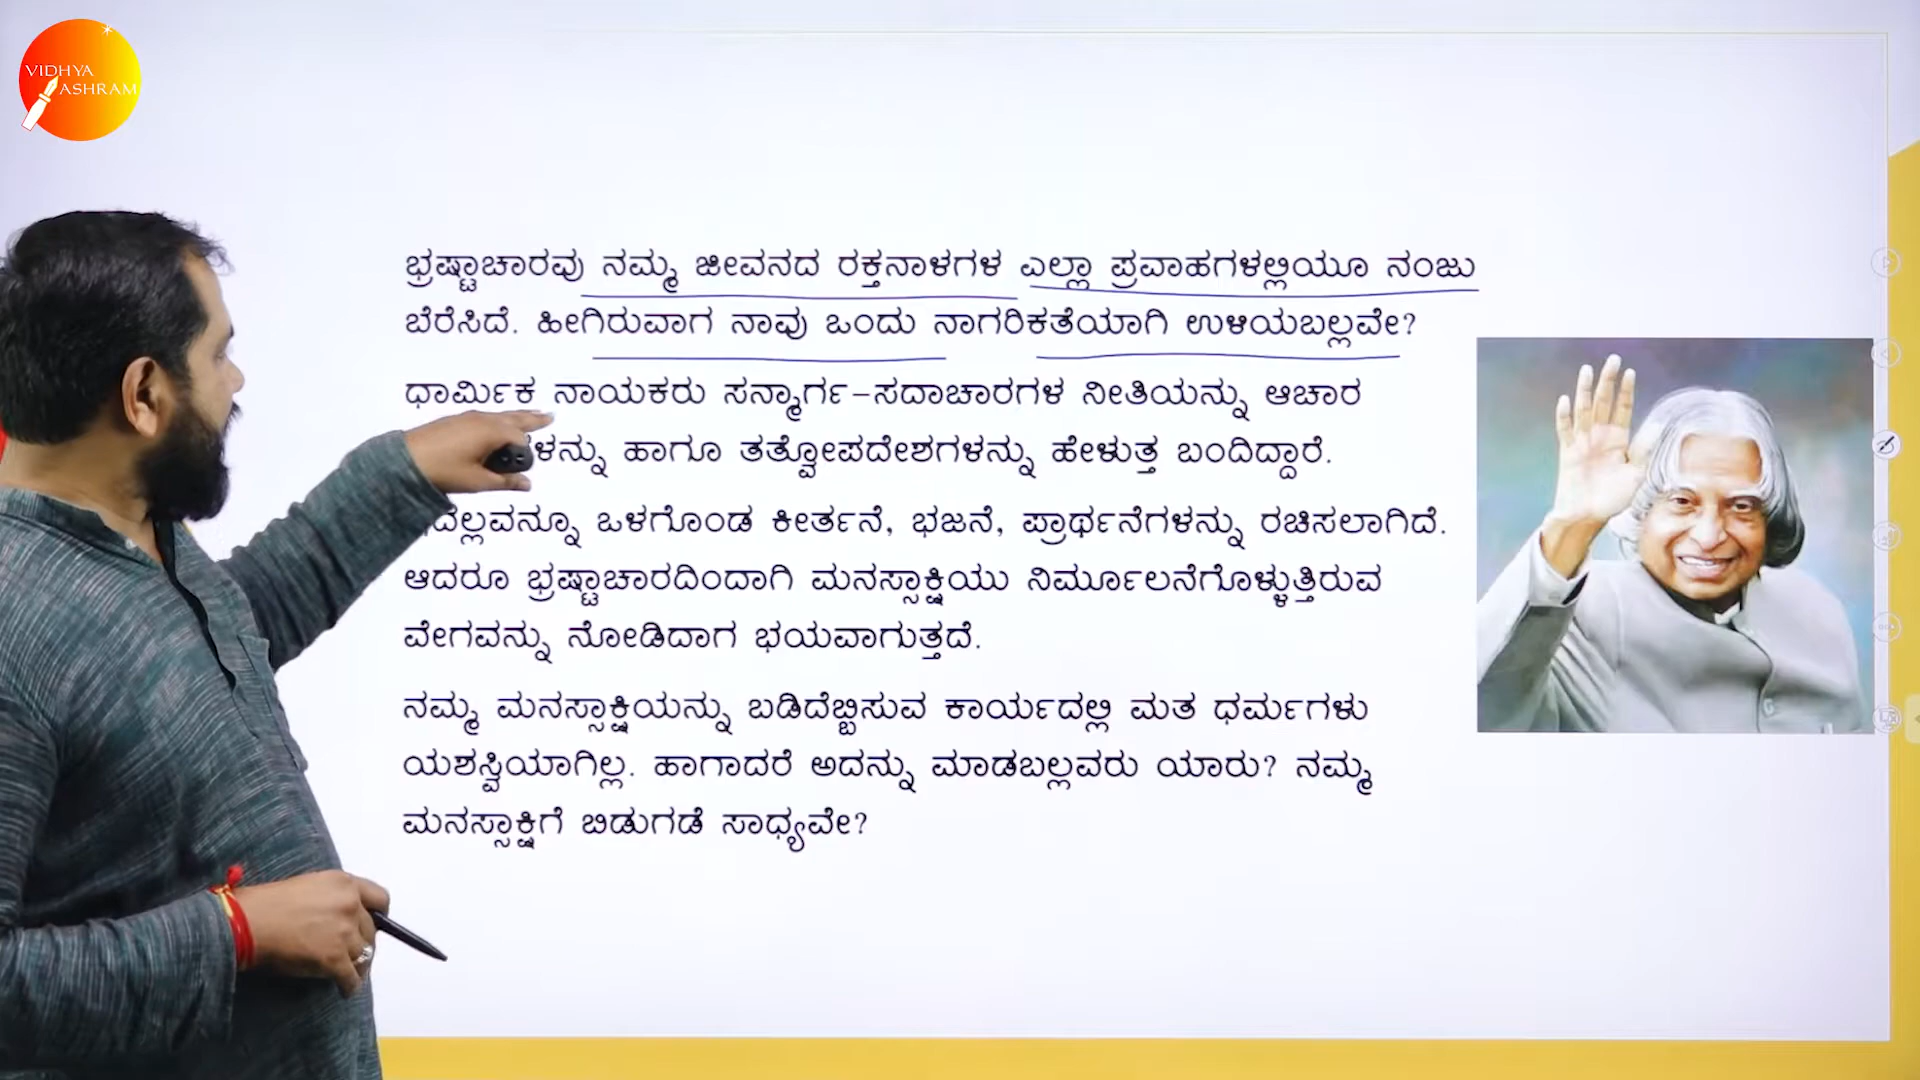 VIDHYA
ASHRAM
ಭ್ರಷ್ಟಾಚಾರವು ನಮ್ಮ ಜೀವನದ ರಕ್ತನಾಳಗಳ ಎಲ್ಲಾ ಪ್ರವಾಹಗಳಲ್ಲಿಯೂ ನಂಜು
ಬೆರೆಸಿದೆ. ಹೀಗಿರುವಾಗ ನಾವು ಒಂದು ನಾಗರಿಕತೆಯಾಗಿ ಉಳಿಯಬಲ್ಲವೇ?
ಧಾರ್ಮಿಕ ನಾಯಕರು ಸನ್ಮಾರ್ಗ-ಸದಾಚಾರಗಳ ನೀತಿಯನ್ನು ಆಚಾರ
ಹಾಗೂ ತತ್ವೋಪದೇಶಗಳನ್ನು ಹೇಳುತ್ತ ಬಂದಿದ್ದಾರೆ.
ಒಳಗೊಂಡ ಕೀರ್ತನೆ, ಭಜನೆ, ಪ್ರಾರ್ಥನೆಗಳನ್ನು ರಚಿಸಲಾಗಿದೆ.
ಆದರೂ ಭ್ರಷ್ಟಾಚಾರದಿಂದಾಗಿ ಮನಸ್ಸಾಕ್ಷಿಯು ನಿರ್ಮೂಲನೆಗೊಳ್ಳುತ್ತಿರುವ
ವೇಗವನ್ನು ನೋಡಿದಾಗ ಭಯವಾಗುತ್ತದೆ.
ನಮ್ಮ ಮನಸ್ಸಾಕ್ಷಿಯನ್ನು ಬಡಿದೆಬ್ಬಿಸುವ ಕಾರ್ಯದಲ್ಲಿ ಮತ ಧರ್ಮಗಳು
ಯಶಸ್ವಿಯಾಗಿಲ್ಲ. ಹಾಗಾದರೆ ಅದನ್ನು ಮಾಡಬಲ್ಲವರು ಯಾರು? ನಮ್ಮ
ಮನಸ್ಸಾಕ್ಷಿಗೆ ಬಿಡುಗಡೆ ಸಾಧ್ಯವೇ?